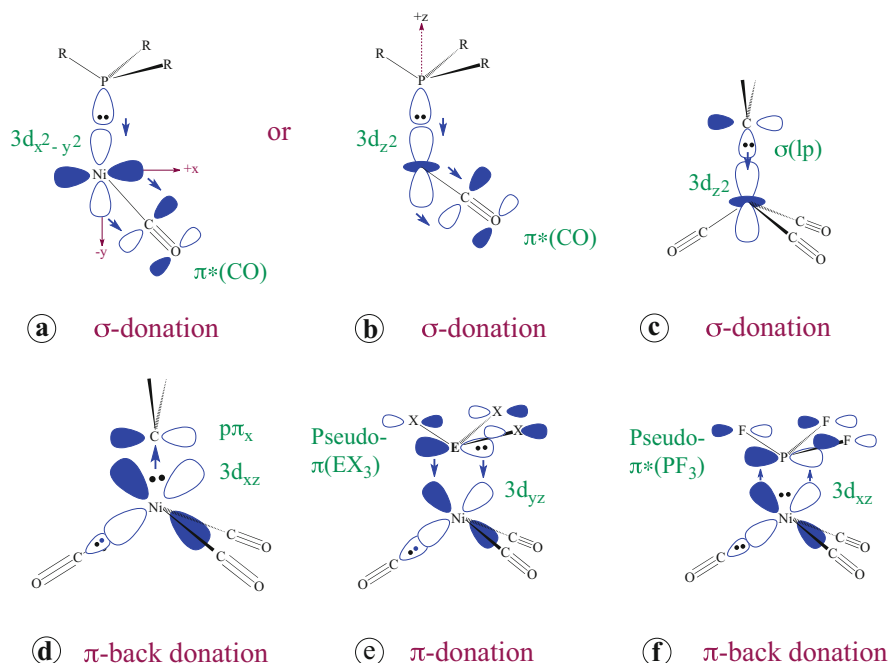 R R R
P
3dx²-y²
Ni
+x
C
O
-y
π*(CO)
ⓐ σ-donation
or
+z
R R R
P
3dz²
C
O
π*(CO)
ⓑ σ-donation
C
σ(lp)
3dz²
O C C O
C O
ⓒ σ-donation
C
pπx
3dxz
Ni
C O
O C C O
ⓓ π-back donation
X X
X
E
Pseudo-
π(EX3)
3dyz
Ni
C O
O C C O
ⓔ π-donation
F F
F
P
Pseudo-
π*(PF3)
3dxz
Ni
C O
O C C O
ⓕ π-back donation